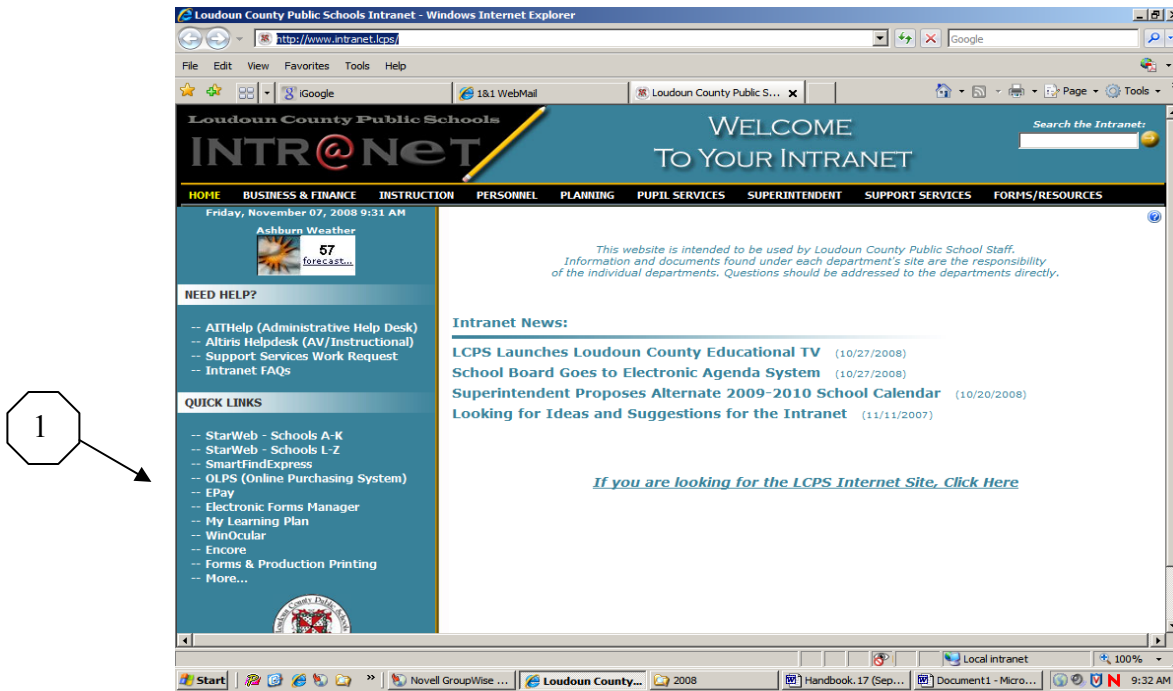 Loudoun County Public Schools Intranet - Windows Internet Explorer
http://www.intranet.lcps/
Google
File Edit View Favorites Tools Help
iGoogle 1&1 WebMail Loudoun County Public S... Page Tools
Loudoun County Public Schools
INTR@NeT
WELCOME
TO YOUR INTRANET
Search the Intranet:
HOME BUSINESS & FINANCE INSTRUCTION PERSONNEL PLANNING PUPIL SERVICES SUPERINTENDENT SUPPORT SERVICES FORMS/RESOURCES
Friday, November 07, 2008 9:31 AM
Ashburn Weather
57
forecast...
NEED HELP?
-- AITHelp (Administrative Help Desk)
-- Altiris Helpdesk (AV/Instructional)
-- Support Services Work Request
-- Intranet FAQs
1
QUICK LINKS
-- StarWeb - Schools A-K
-- StarWeb - Schools L-Z
-- SmartFindExpress
-- OLPS (Online Purchasing System)
-- EPay
-- Electronic Forms Manager
-- My Learning Plan
-- WinOcular
-- Encore
-- Forms & Production Printing
-- More...
This website is intended to be used by Loudoun County Public School Staff.
Information and documents found under each department's site are the responsibility
of the individual departments. Questions should be addressed to the departments directly.
Intranet News:
LCPS Launches Loudoun County Educational TV (10/27/2008)
School Board Goes to Electronic Agenda System (10/27/2008)
Superintendent Proposes Alternate 2009-2010 School Calendar (10/20/2008)
Looking for Ideas and Suggestions for the Intranet (11/11/2007)
If you are looking for the LCPS Internet Site, Click Here
Local intranet 100%
Start Novell GroupWise ... Loudoun County... 2008 Handbook.17 (Sep... Document1 - Micro... 9:32 AM